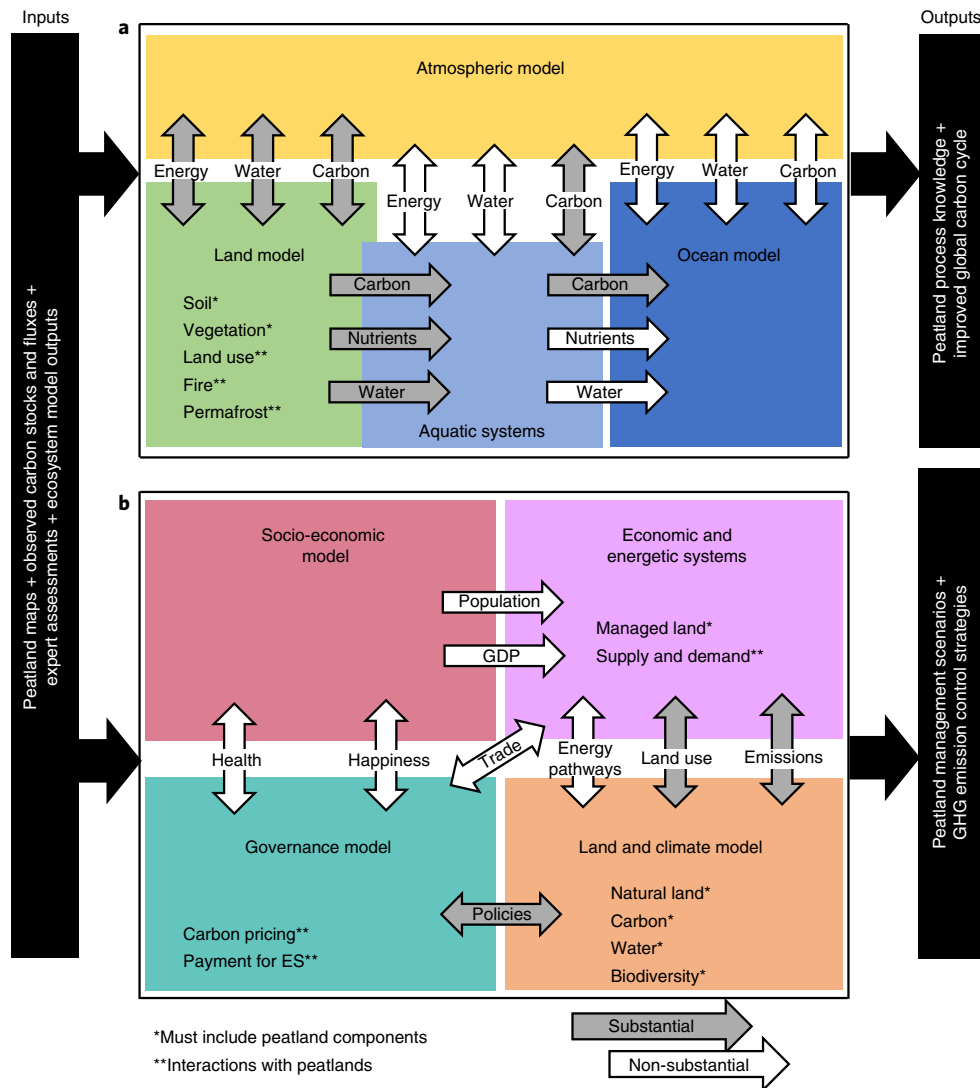 Inputs
Outputs
Peatland maps + observed carbon stocks and fluxes +
expert assessments + ecosystem model outputs
a
Atmospheric model
Energy
Water
Carbon
Energy
Water
Carbon
Energy
Water
Carbon
Land model
Soil*
Vegetation*
Land use**
Fire**
Permafrost**
Carbon
Nutrients
Water
Aquatic systems
Carbon
Nutrients
Water
Ocean model
Peatland process knowledge +
improved global carbon cycle
b
Socio-economic
model
Economic and
energetic systems
Population
GDP
Managed land*
Supply and demand**
Health
Happiness
Trade
Energy
pathways
Land use
Emissions
Governance model
Carbon pricing**
Payment for ES**
Policies
Land and climate model
Natural land*
Carbon*
Water*
Biodiversity*
Peatland management scenarios +
GHG emission control strategies
*Must include peatland components
**Interactions with peatlands
Substantial
Non-substantial